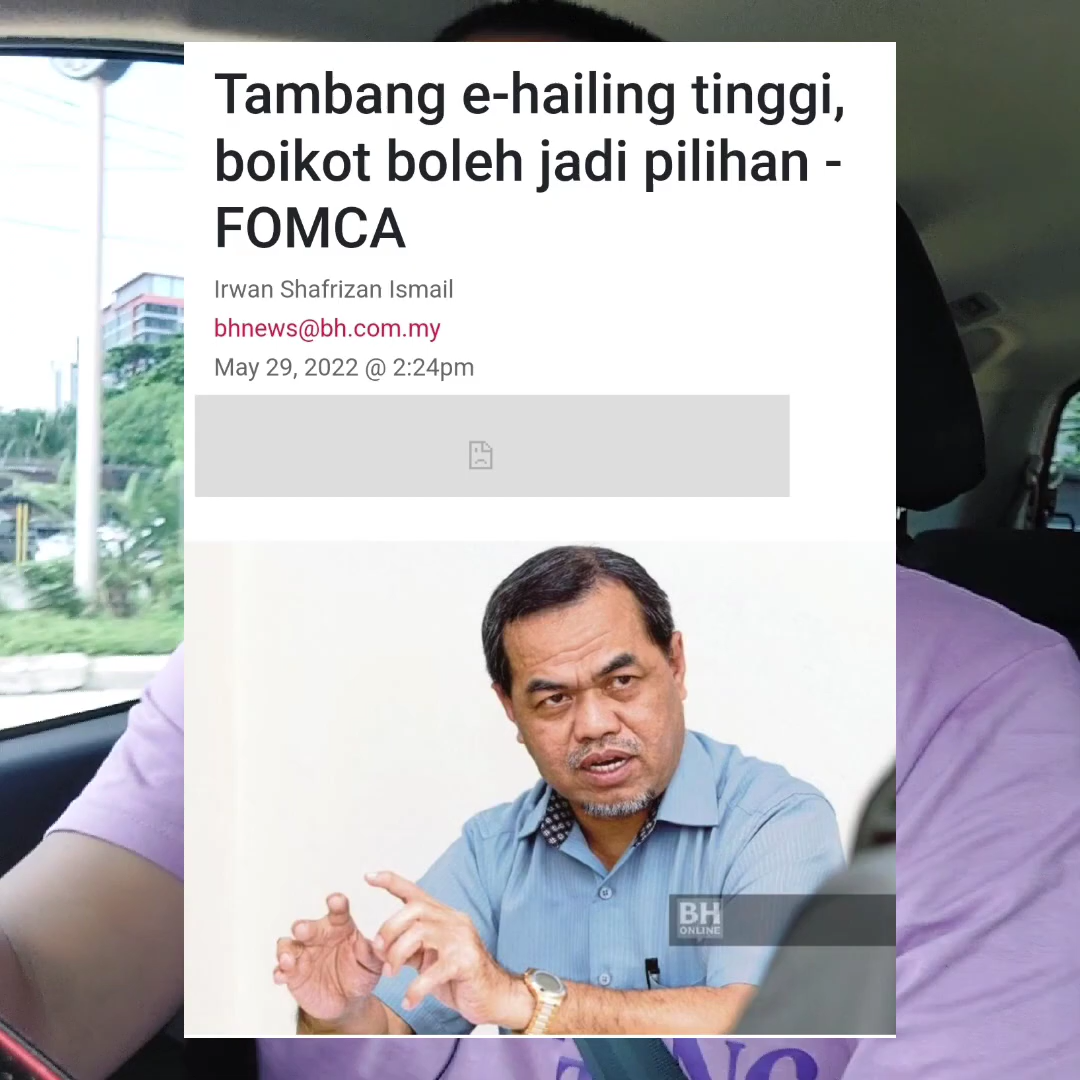 Tambang e-hailing tinggi,
boikot boleh jadi pilihan -
FOMCA
Irwan Shafrizan Ismail
bhnews@bh.com.my
May 29, 2022 @ 2:24pm
BH
ONLINE